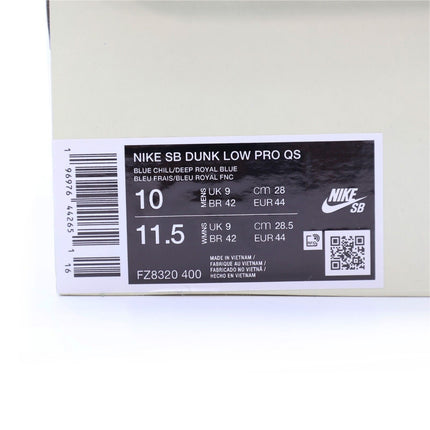 NIKE SB DUNK LOW PRO QS
BLUE CHILL/DEEP ROYAL BLUE
BLEU FRAIS/BLEU ROYAL FNC
10 MENS UK 9 CM 28
BR 42 EUR 44
11.5 WMNS UK 9 CM 28.5
BR 42 EUR 44
NIKE SB
MADE IN VIETNAM /
FABRIQUE AU VIETNAM /
FABRICADO NO VIETNÃ /
HECHO EN VIETNAM
FZ8320 400
1 96976 44265 1 16